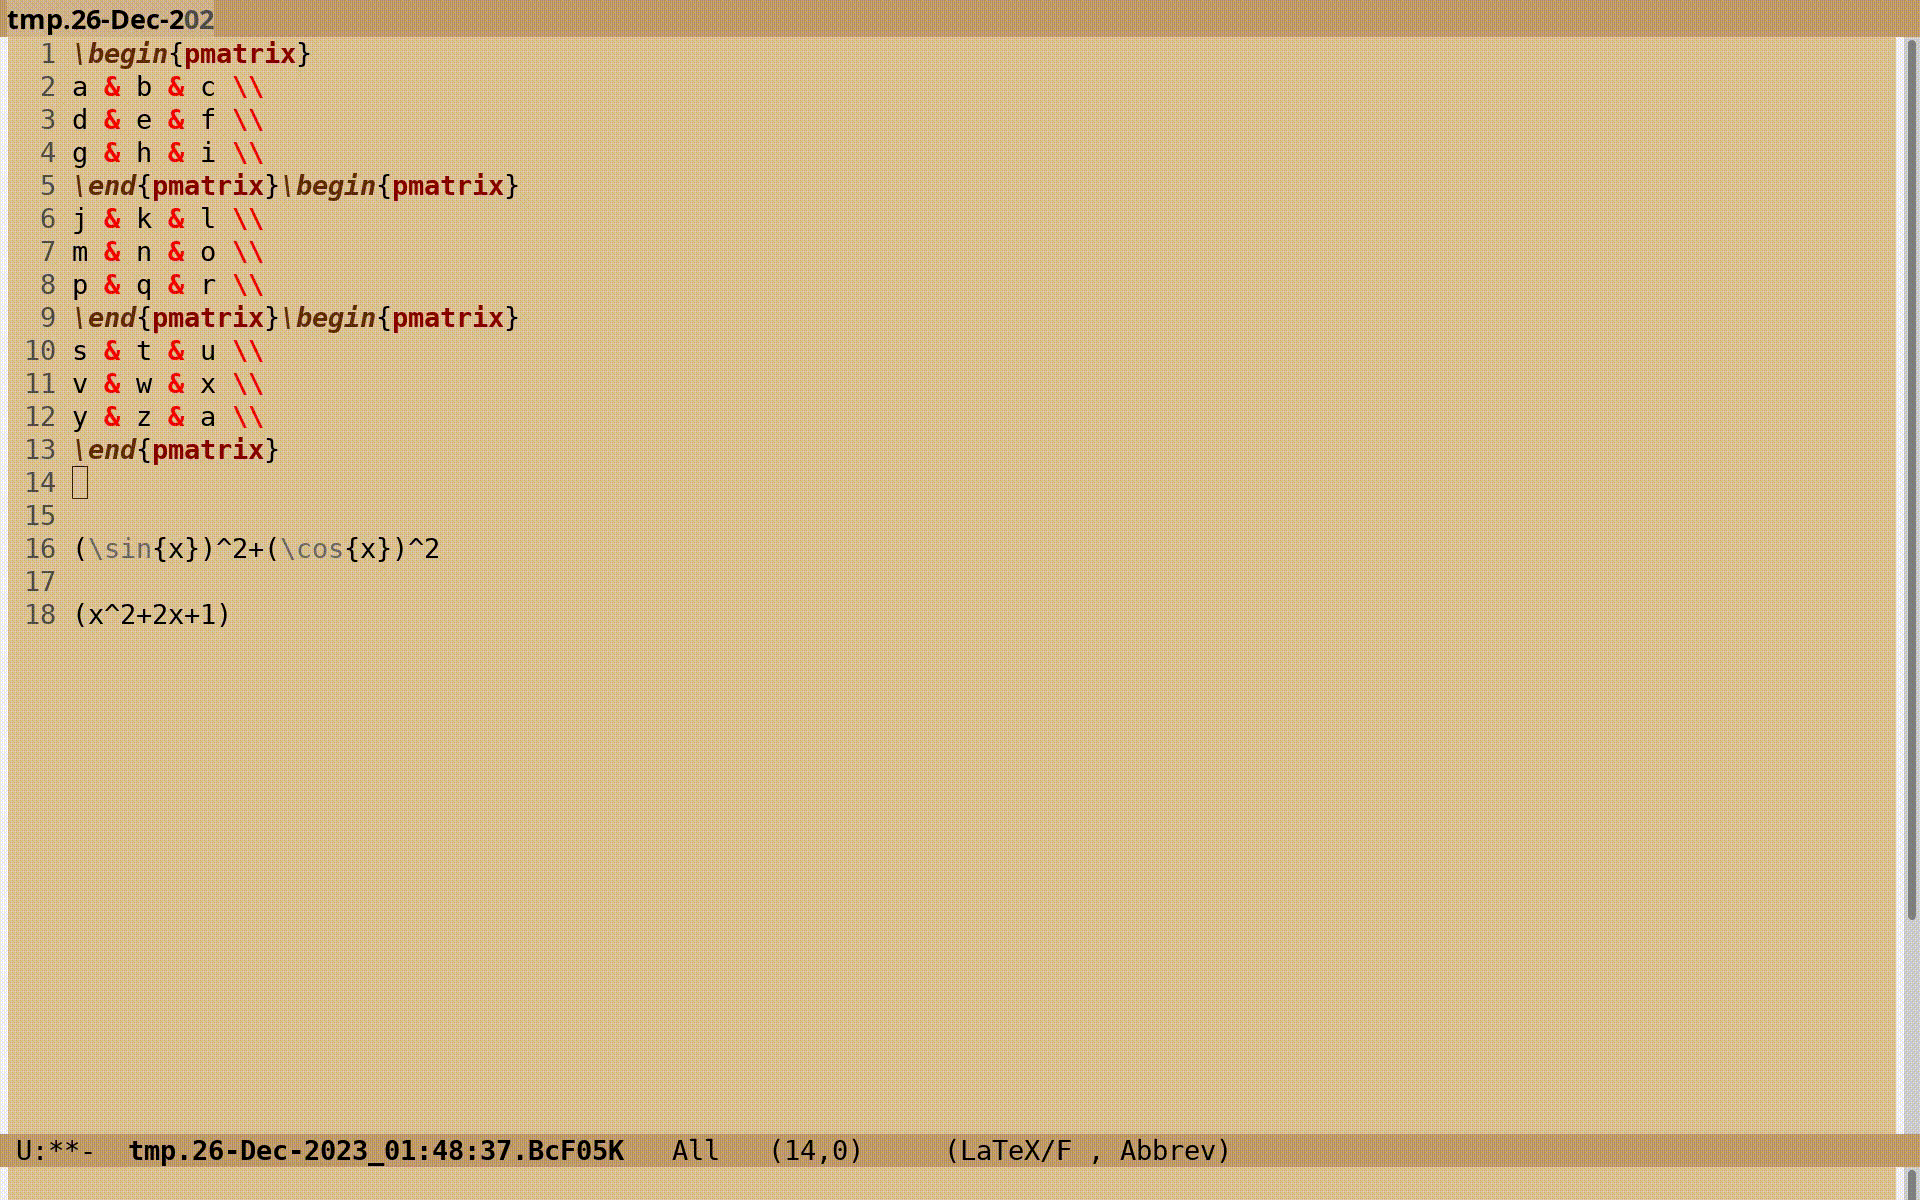 tmp.26-Dec-202
1 \begin{pmatrix}
2 a & b & c \\
3 d & e & f \\
4 g & h & i \\
5 \end{pmatrix}\begin{pmatrix}
6 j & k & l \\
7 m & n & o \\
8 p & q & r \\
9 \end{pmatrix}\begin{pmatrix}
10 s & t & u \\
11 v & w & x \\
12 y & z & a \\
13 \end{pmatrix}
14
15
16 (\sin{x})^2+(\cos{x})^2
17
18 (x^2+2x+1)
U:**-  tmp.26-Dec-2023_01:48:37.BcF05K   All   (14,0)     (LaTeX/F , Abbrev)